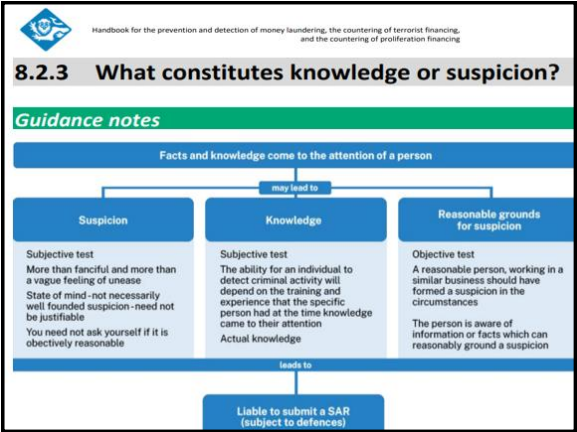 Handbook for the prevention and detection of money laundering, the countering of terrorist financing,
and the countering of proliferation financing
8.2.3 What constitutes knowledge or suspicion?
Guidance notes
Facts and knowledge come to the attention of a person
may lead to
Suspicion
Subjective test
More than fanciful and more than
a vague feeling of unease
State of mind-not necessarily
well founded suspicion-need not
be justifiable
You need not ask yourself if it is
obectively reasonable
Knowledge
Subjective test
The ability for an individual to
detect criminal activity will
depend on the training and
experience that the specific
person had at the time knowledge
came to their attention
Actual knowledge
Reasonable grounds
for suspicion
Objective test
A reasonable person, working in a
similar business should have
formed a suspicion in the
circumstances
The person is aware of
information or facts which can
reasonably ground a suspicion
leads to
Liable to submit a SAR
(subject to defences)